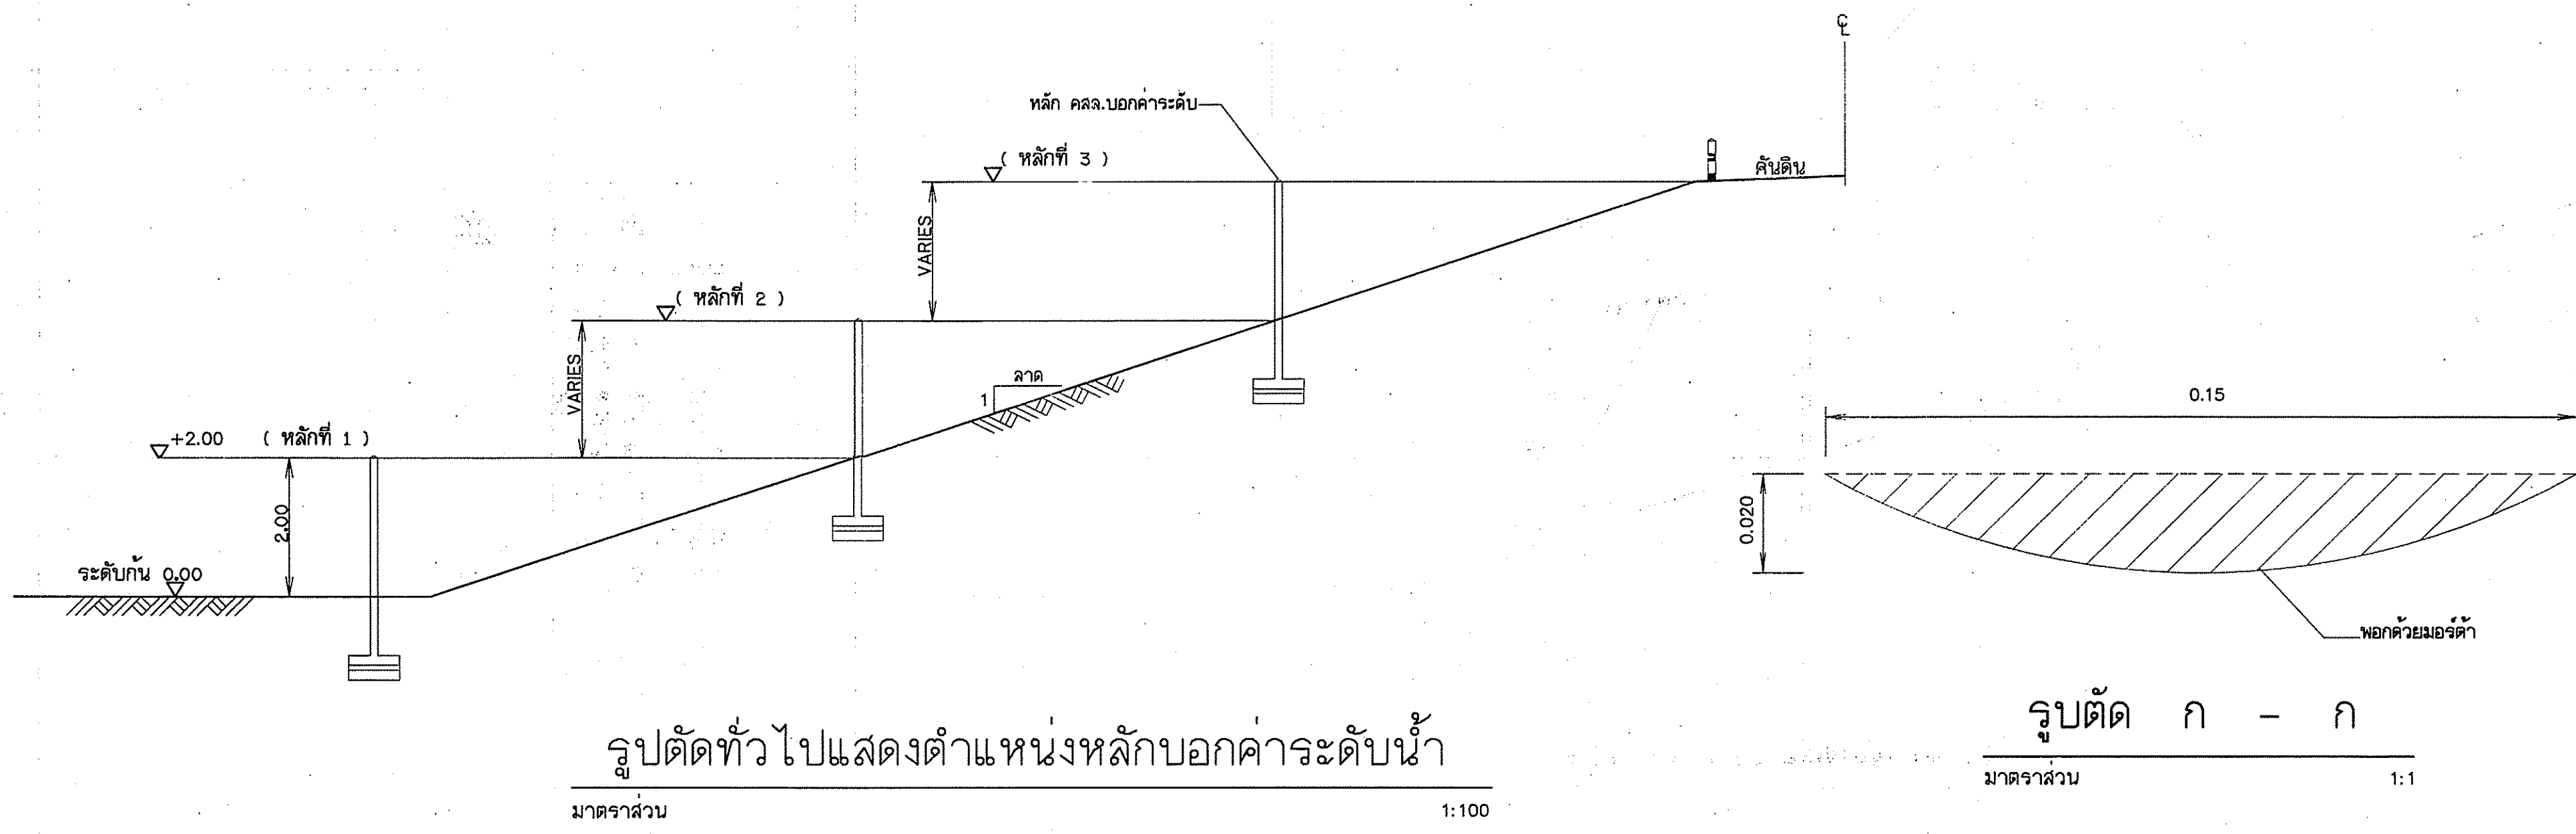 ℄
หลัก คสล.บอกค่าระดับ
( หลักที่ 3 )
คันดิน
VARIES
( หลักที่ 2 )
VARIES
ลาด
1
0.15
+2.00 ( หลักที่ 1 )
2.00
0.020
ระดับก้น 0.00
พอกด้วยมอร์ต้า
รูปตัดทั่วไปแสดงตำแหน่งหลักบอกค่าระดับน้ำ
มาตราส่วน 1:100
รูบตัด ก - ก
มาตราส่วน 1:1